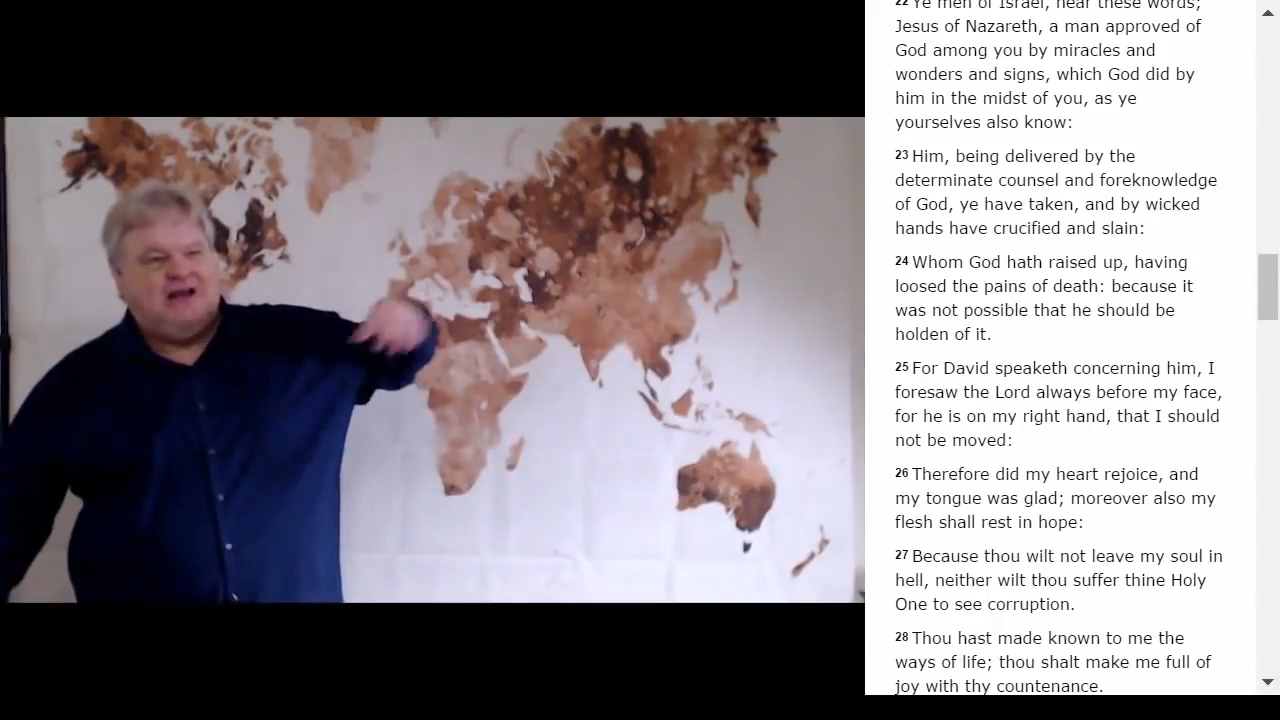 22 Ye men of Israel, hear these words;
Jesus of Nazareth, a man approved of
God among you by miracles and
wonders and signs, which God did by
him in the midst of you, as ye
yourselves also know:
23 Him, being delivered by the
determinate counsel and foreknowledge
of God, ye have taken, and by wicked
hands have crucified and slain:
24 Whom God hath raised up, having
loosed the pains of death: because it
was not possible that he should be
holden of it.
25 For David speaketh concerning him, I
foresaw the Lord always before my face,
for he is on my right hand, that I should
not be moved:
26 Therefore did my heart rejoice, and
my tongue was glad; moreover also my
flesh shall rest in hope:
27 Because thou wilt not leave my soul in
hell, neither wilt thou suffer thine Holy
One to see corruption.
28 Thou hast made known to me the
ways of life; thou shalt make me full of
joy with thy countenance.